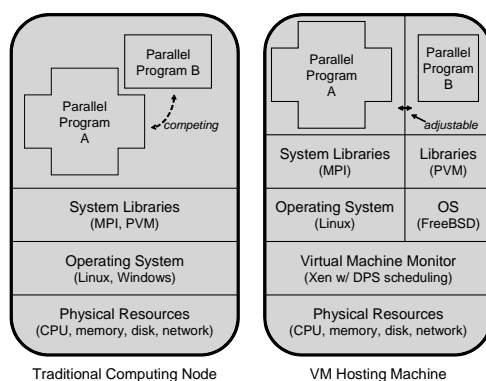 Parallel
Program B
Parallel
Program
A
competing
System Libraries
(MPI, PVM)
Operating System
(Linux, Windows)
Physical Resources
(CPU, memory, disk, network)
Traditional Computing Node
Parallel
Program
A
Parallel
Program
B
adjustable
System Libraries
(MPI)
Libraries
(PVM)
Operating System
(Linux)
OS
(FreeBSD)
Virtual Machine Monitor
(Xen w/ DPS scheduling)
Physical Resources
(CPU, memory, disk, network)
VM Hosting Machine